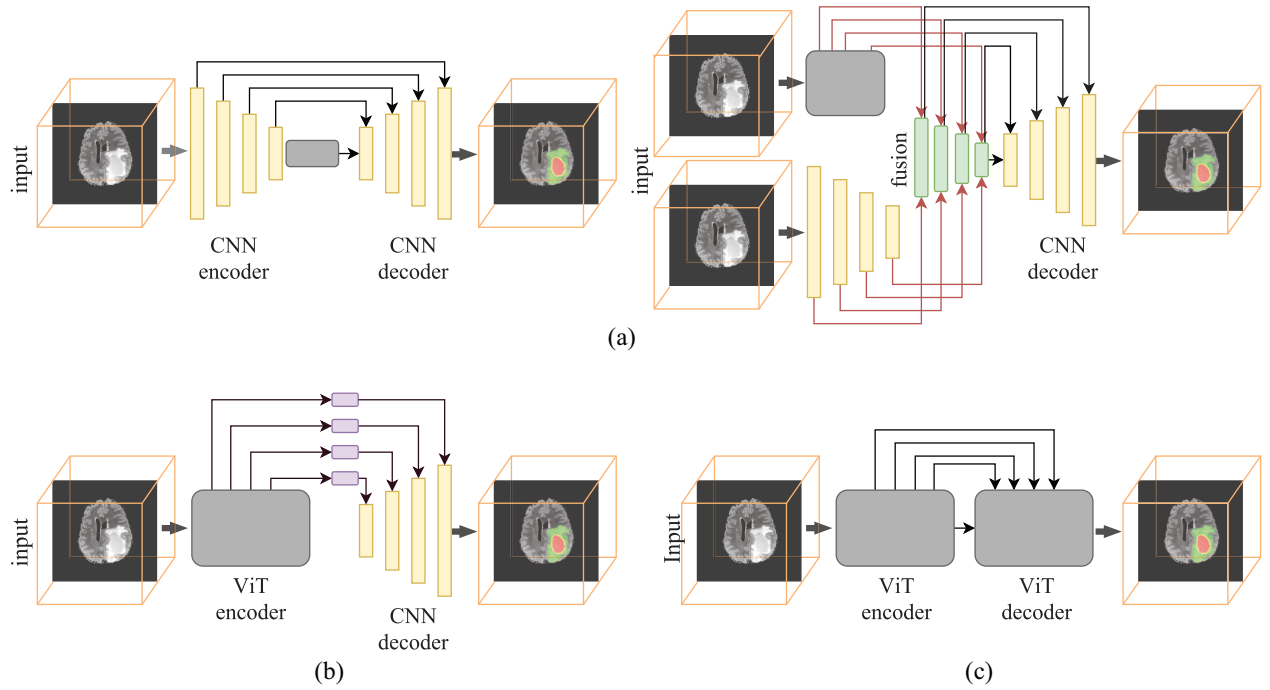 input
CNN
encoder
CNN
decoder
input
fusion
CNN
decoder
(a)
input
ViT
encoder
CNN
decoder
(b)
Input
ViT
encoder
ViT
decoder
(c)